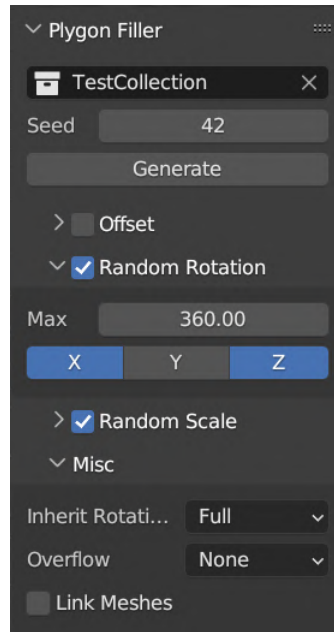 Plygon Filler
TestCollection
Seed 42
Generate
Offset
Random Rotation
Max 360.00
X Y Z
Random Scale
Misc
Inherit Rotati... Full
Overflow None
Link Meshes